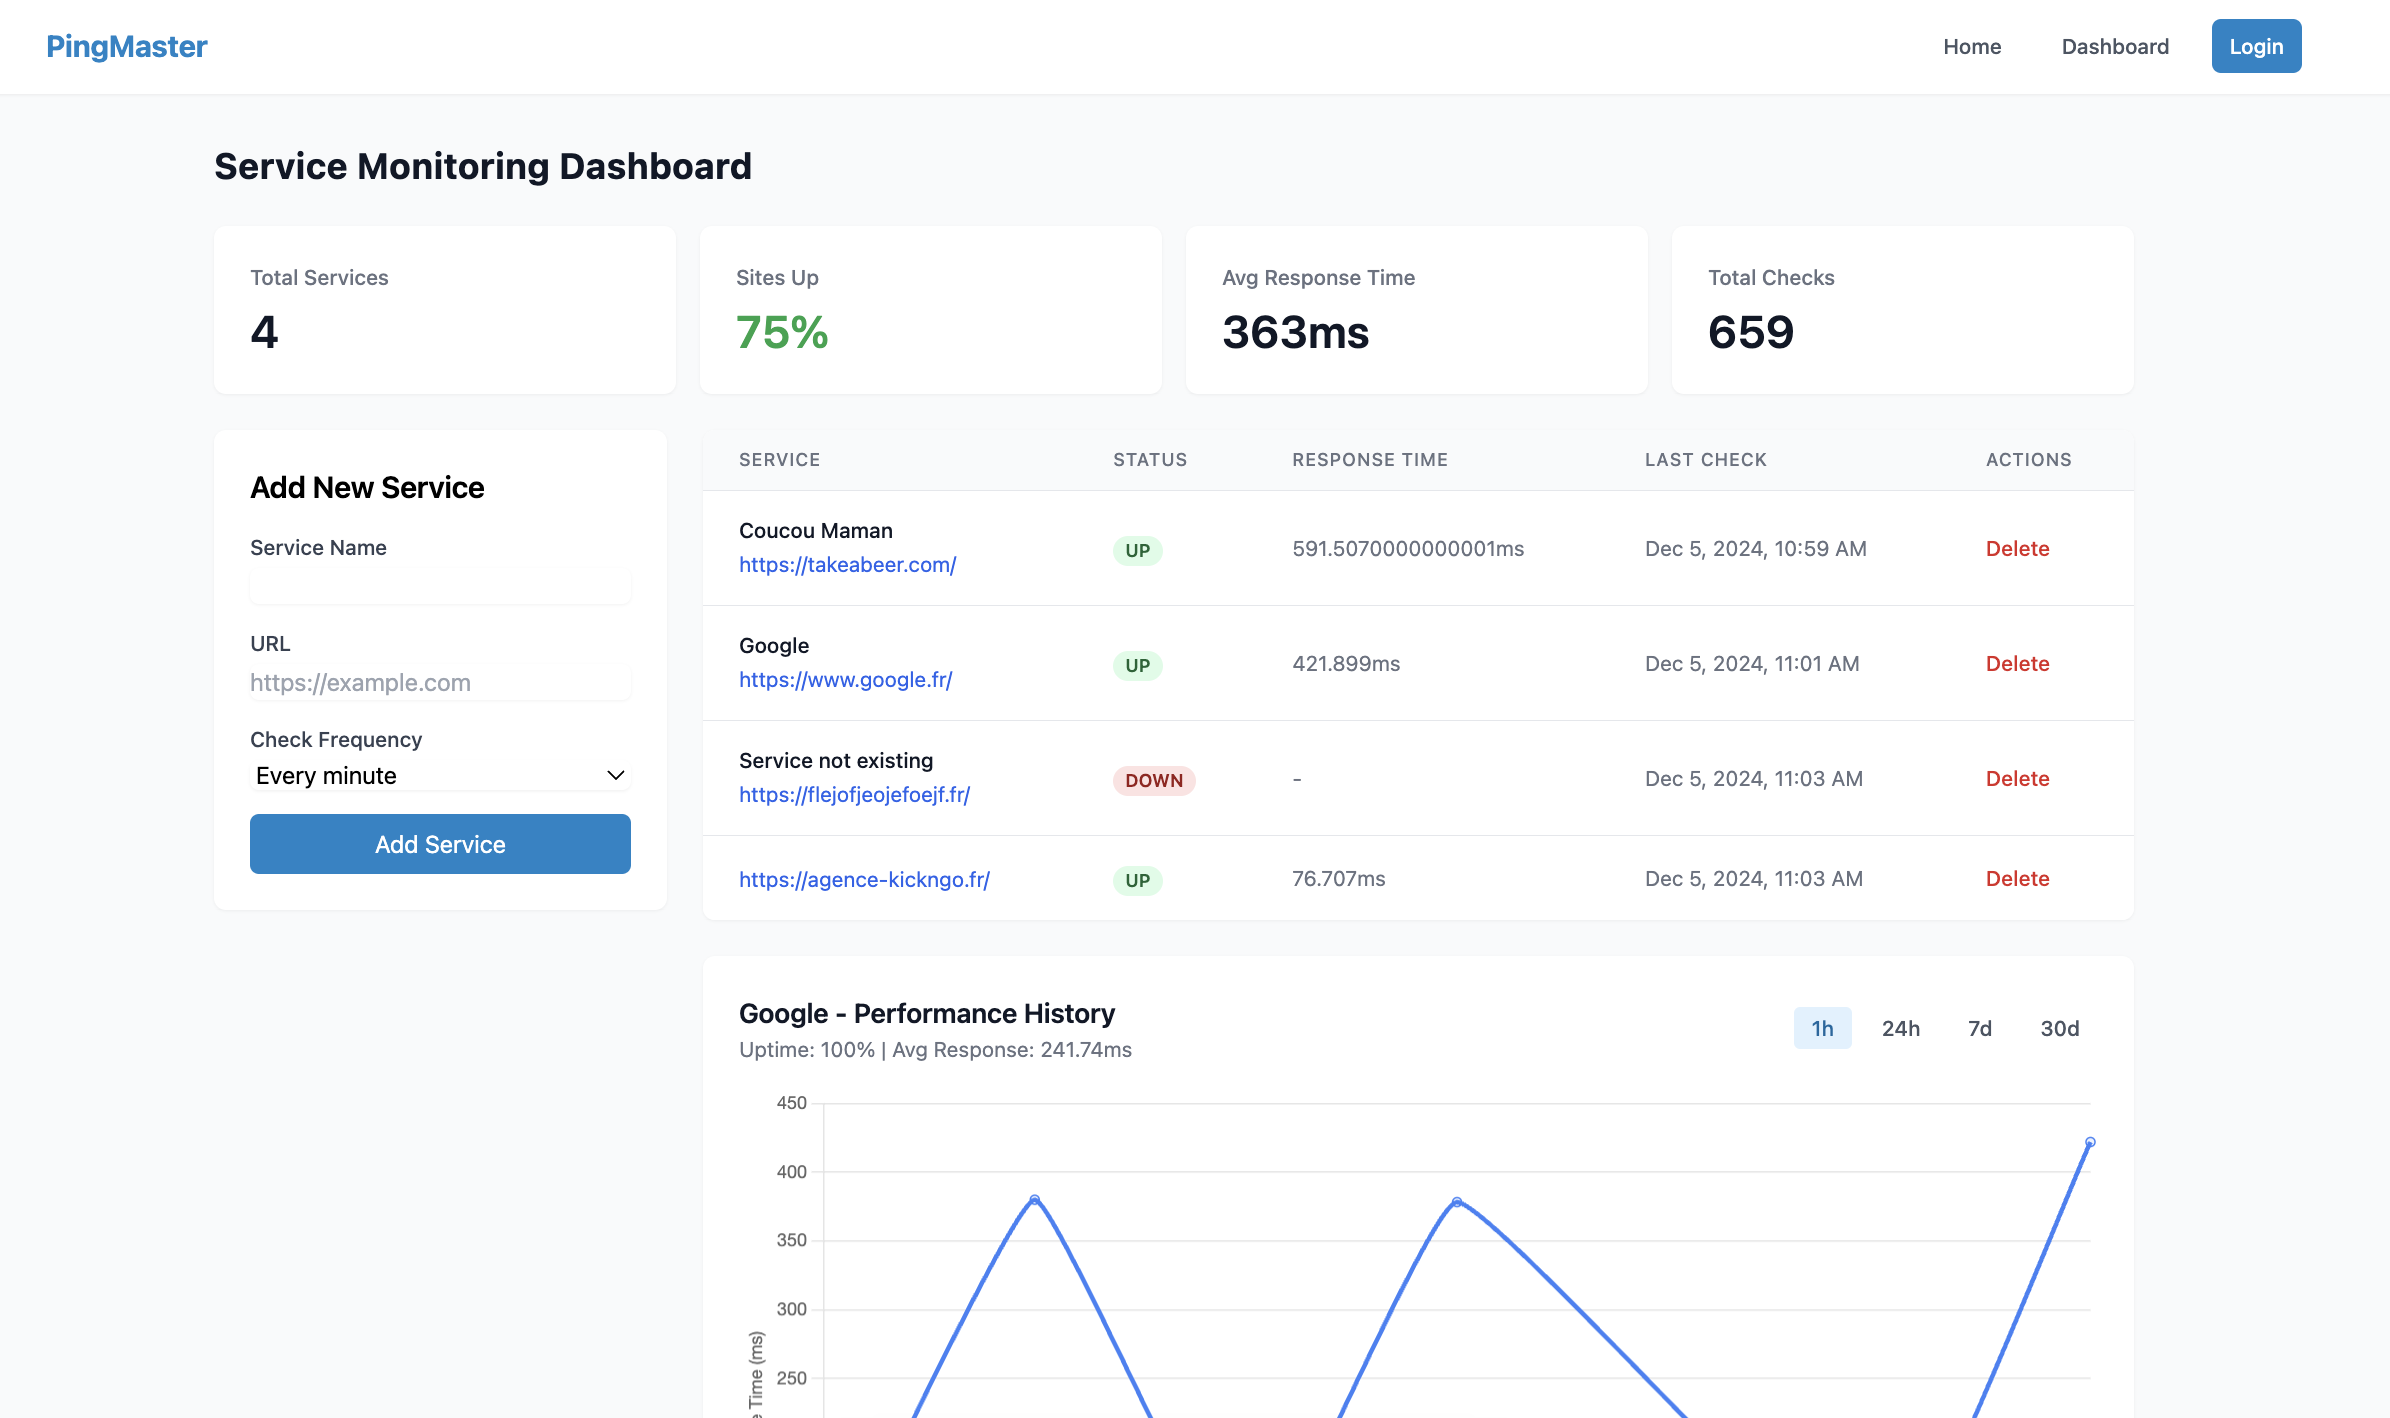 PingMaster
Home
Dashboard
Login
Service Monitoring Dashboard
Total Services
4
Sites Up
75%
Avg Response Time
363ms
Total Checks
659
Add New Service
Service Name
URL
https://example.com
Check Frequency
Every minute
Add Service
SERVICE STATUS RESPONSE TIME LAST CHECK ACTIONS
Coucou Maman
https://takeabeer.com/
UP
591.5070000000001ms
Dec 5, 2024, 10:59 AM
Delete
Google
https://www.google.fr/
UP
421.899ms
Dec 5, 2024, 11:01 AM
Delete
Service not existing
https://flejofjeojefoejf.fr/
DOWN
-
Dec 5, 2024, 11:03 AM
Delete
https://agence-kickngo.fr/
UP
76.707ms
Dec 5, 2024, 11:03 AM
Delete
Google - Performance History
Uptime: 100% | Avg Response: 241.74ms
1h
24h
7d
30d
450
400
350
300
250
Time (ms)